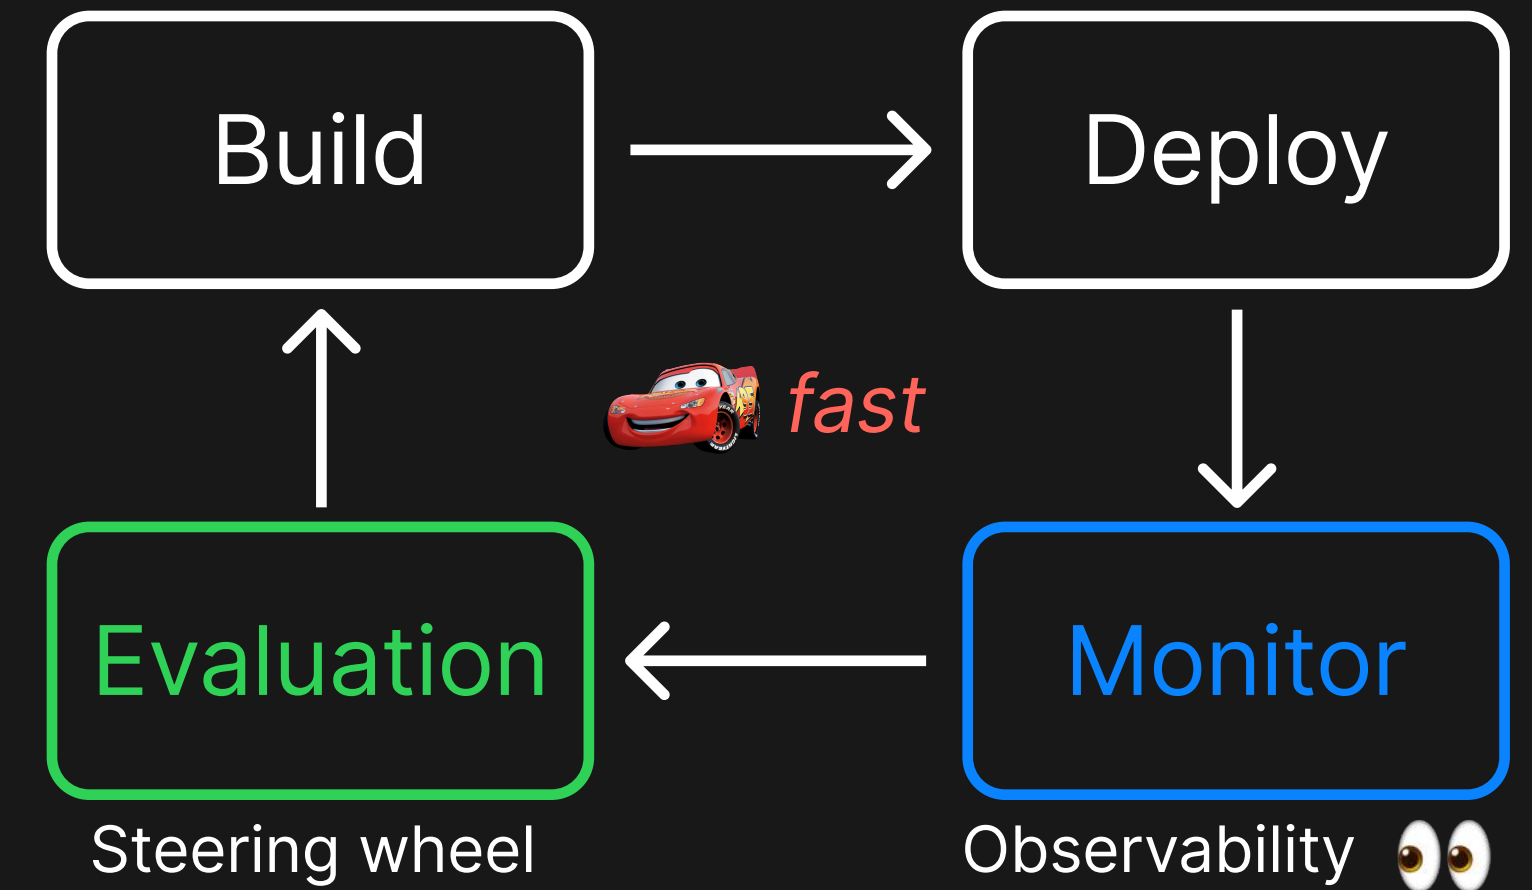 Build
Deploy
fast
Evaluation
Monitor
Steering wheel
Observability 👀